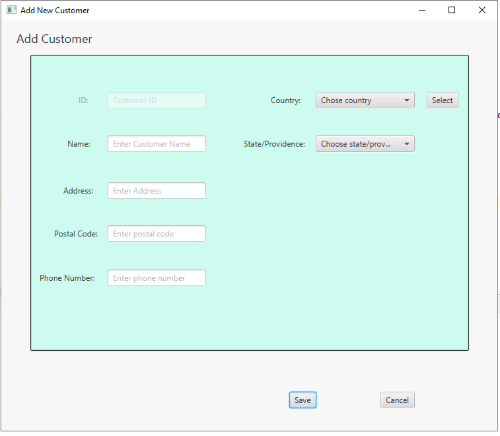 Add New Customer
Add Customer
ID: Customer ID Country: Chose country Select
Name: Enter Customer Name State/Providence: Choose state/prov...
Address: Enter Address
Postal Code: Enter postal code
Phone Number: Enter phone number
Save Cancel